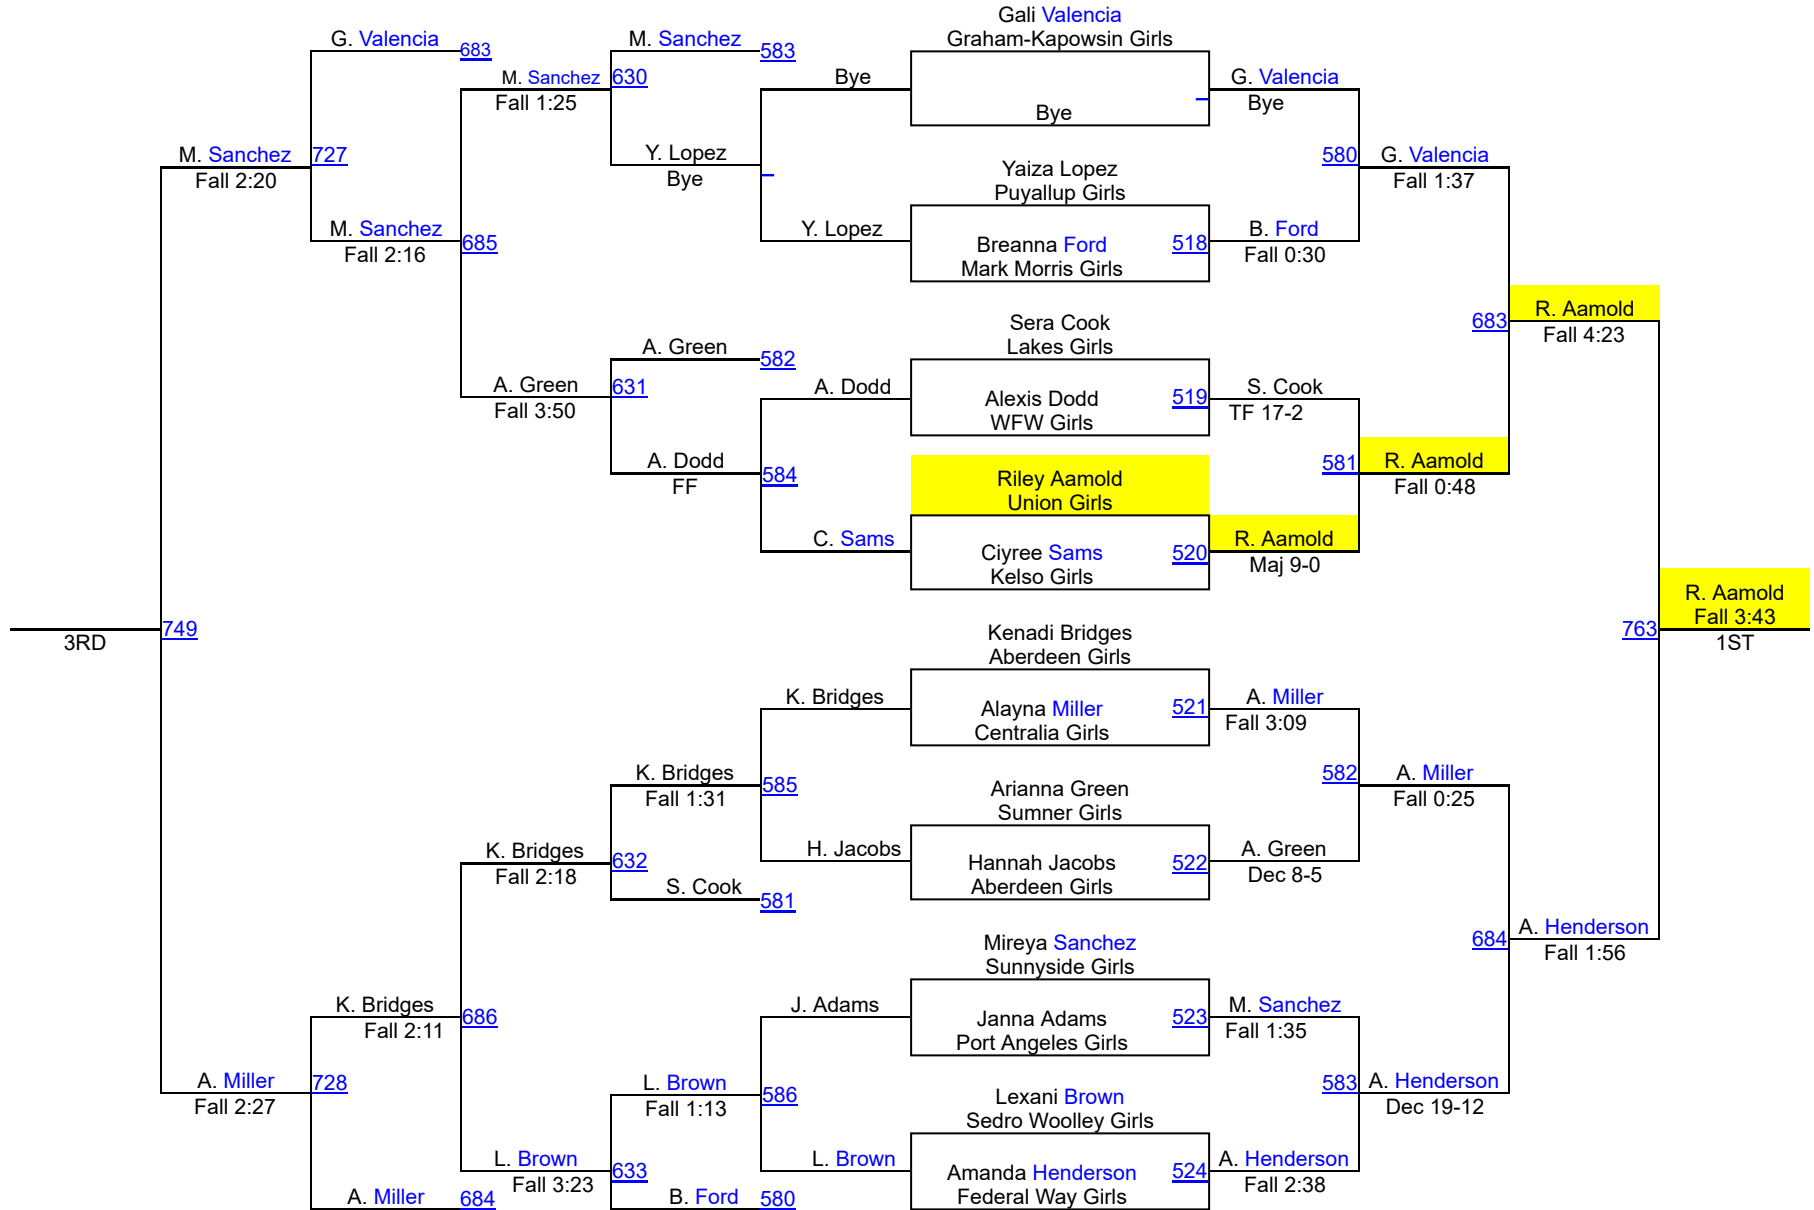 Gali Valencia
G. Valencia
M. Sanchez
Graham-Kapowsin Girls
683
583
M. Sanchez
630
Bye
G. Valencia
Fall 1:25
Bye
Bye
M. Sanchez
727
Y. Lopez
580
G. Valencia
Fall 2:20
Bye
Yaiza Lopez
Fall 1:37
Puyallup Girls
M. Sanchez
Y. Lopez
B. Ford
Fall 2:16
685
Breanna Ford
518
Fall 0:30
Mark Morris Girls
R. Aamold
Sera Cook
683
Fall 4:23
A. Green
Lakes Girls
582
A. Green
631
A. Dodd
S. Cook
Fall 3:50
Alexis Dodd
519
TF 17-2
WFW Girls
A. Dodd
581
R. Aamold
FF
584
Riley Aamold
Fall 0:48
Union Girls
C. Sams
R. Aamold
Ciyree Sams
520
Maj 9-0
Kelso Girls
R. Aamold
Fall 3:43
3RD
749
Kenadi Bridges
763
1ST
Aberdeen Girls
K. Bridges
A. Miller
Alayna Miller
521
Fall 3:09
Centralia Girls
K. Bridges
582
A. Miller
Fall 1:31
585
Arianna Green
Fall 0:25
Sumner Girls
K. Bridges
H. Jacobs
A. Green
Fall 2:18
632
Hannah Jacobs
522
Dec 8-5
S. Cook
581
Aberdeen Girls
A. Henderson
684
Fall 1:56
Mireya Sanchez
Sunnyside Girls
K. Bridges
J. Adams
M. Sanchez
Fall 2:11
686
Janna Adams
523
Fall 1:35
Port Angeles Girls
A. Miller
728
L. Brown
583
A. Henderson
Fall 2:27
Fall 1:13
586
Lexani Brown
Dec 19-12
Sedro Woolley Girls
L. Brown
L. Brown
A. Henderson
Fall 3:23
633
Amanda Henderson
524
Fall 2:38
A. Miller
684
B. Ford
580
Federal Way Girls